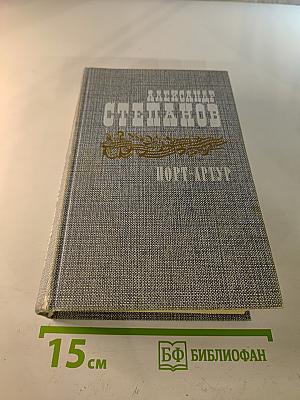 АЛЕКСАНДР
СТЕПАНОВ
ПОРТ-АРТУР
15 см
БФ БИБЛИОФАН